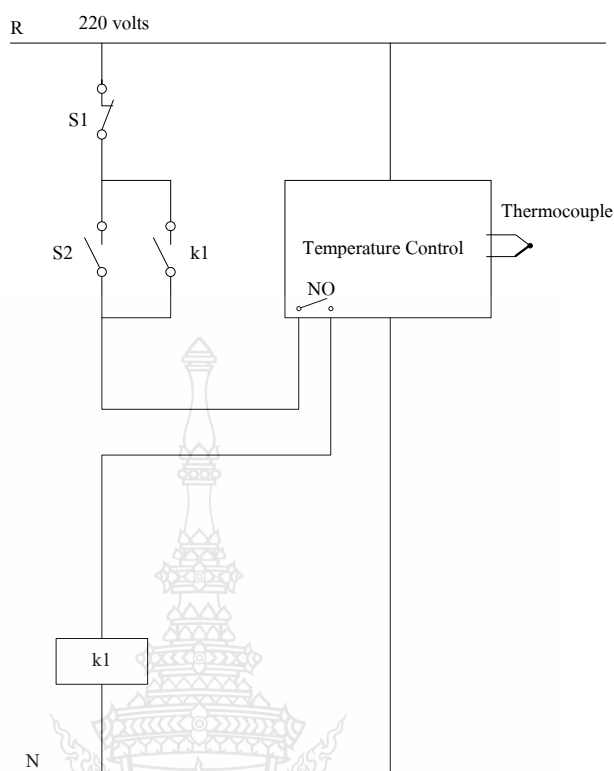 R
220 volts
S1
S2
k1
Thermocouple
Temperature Control
NO
k1
N